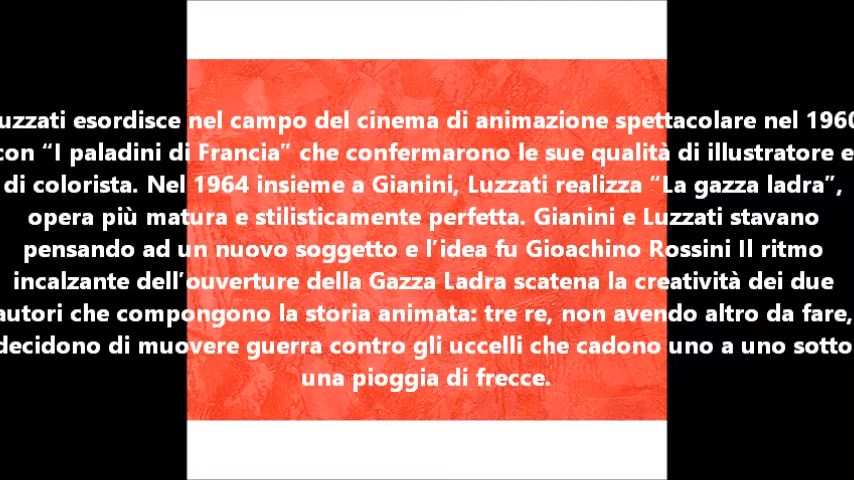 uzzati esordisce nel campo del cinema di animazione spettacolare nel 1960
con “I paladini di Francia” che confermarono le sue qualità di illustratore e
di colorista. Nel 1964 insieme a Gianini, Luzzati realizza “La gazza ladra”,
opera più matura e stilisticamente perfetta. Gianini e Luzzati stavano
pensando ad un nuovo soggetto e l’idea fu Gioachino Rossini Il ritmo
incalzante dell’ouverture della Gazza Ladra scatena la creatività dei due
autori che compongono la storia animata: tre re, non avendo altro da fare,
decidono di muovere guerra contro gli uccelli che cadono uno a uno sotto
una pioggia di frecce.